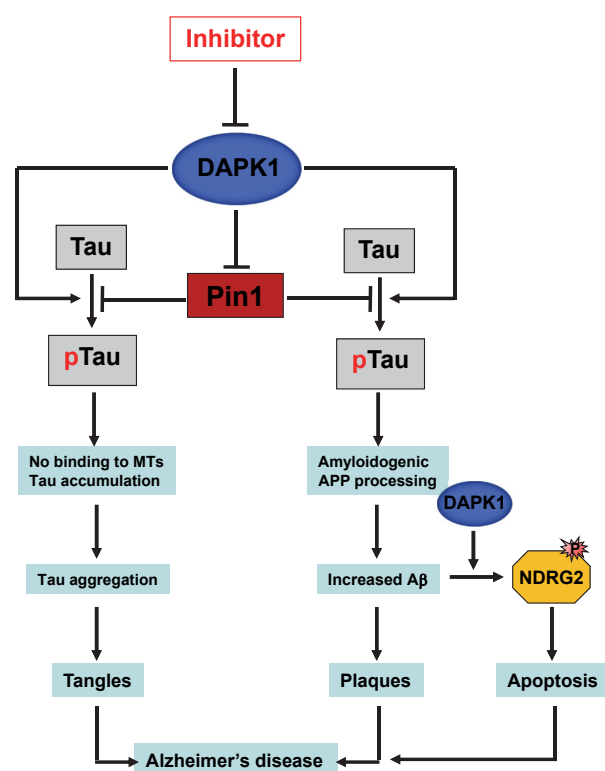 Inhibitor
DAPK1
Tau
Tau
Pin1
pTau
pTau
No binding to MTs
Tau accumulation
Amyloidogenic
APP processing
DAPK1
P
Tau aggregation
Increased Aβ
NDRG2
Tangles
Plaques
Apoptosis
Alzheimer's disease